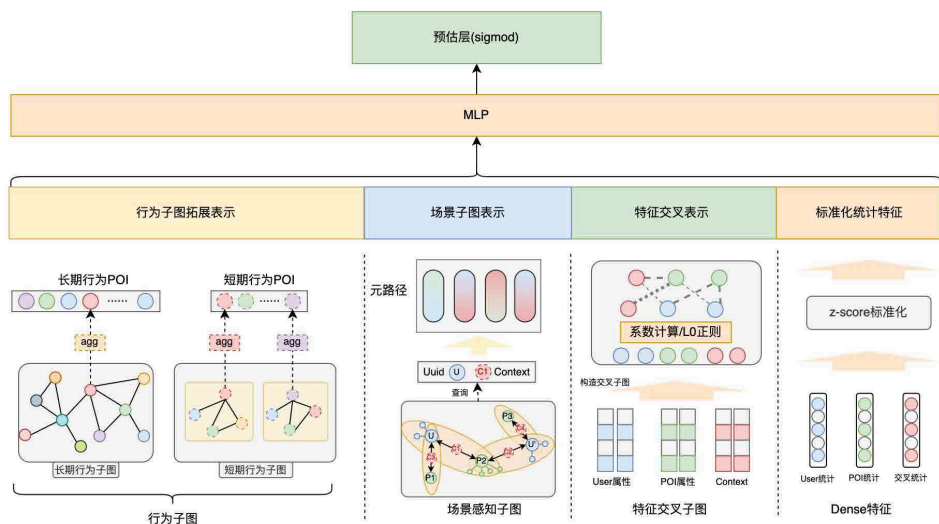 预估层(sigmod)
MLP
行为子图拓展表示
场景子图表示
特征交叉表示
标准化统计特征
长期行为POI
......
agg
长期行为子图
短期行为POI
......
agg
agg
短期行为子图
行为子图
元路径
Uuid
U
C1
Context
查询
U
P1
P2
P3
U'
C1
场景感知子图
系数计算/L0正则
构造交叉子图
User属性
POI属性
Context
特征交叉子图
z-score标准化
User统计
POI统计
交叉统计
Dense特征